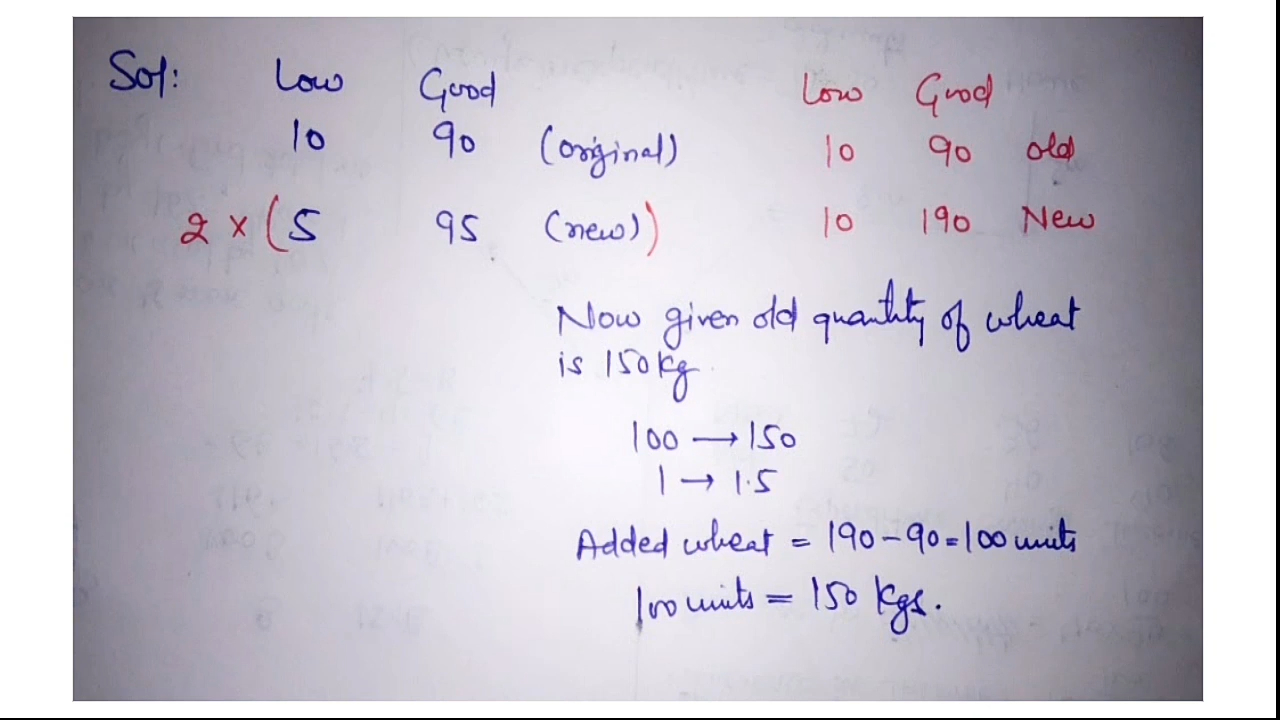 Sol: Low Good
10 90 (original)
2 × (5 95 (new))
Low Good
10 90 old
10 190 New
Now given old quantity of wheat
is 150kg
100 → 150
1 → 1.5
Added wheat = 190-90=100 units
100 units = 150 kgs.